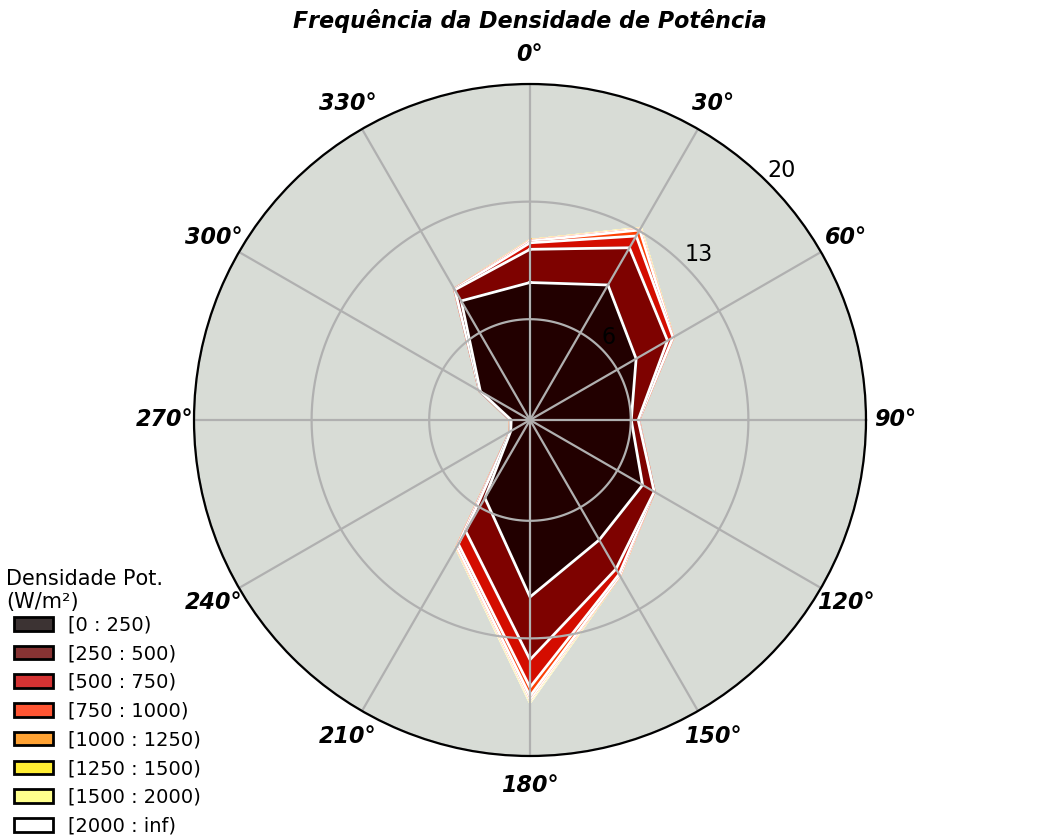 Frequência da Densidade de Potência
0°
330°
30°
20
300°
60°
13
6
270°
90°
240°
120°
210°
150°
180°
Densidade Pot.
(W/m²)
[0 : 250)
[250 : 500)
[500 : 750)
[750 : 1000)
[1000 : 1250)
[1250 : 1500)
[1500 : 2000)
[2000 : inf)